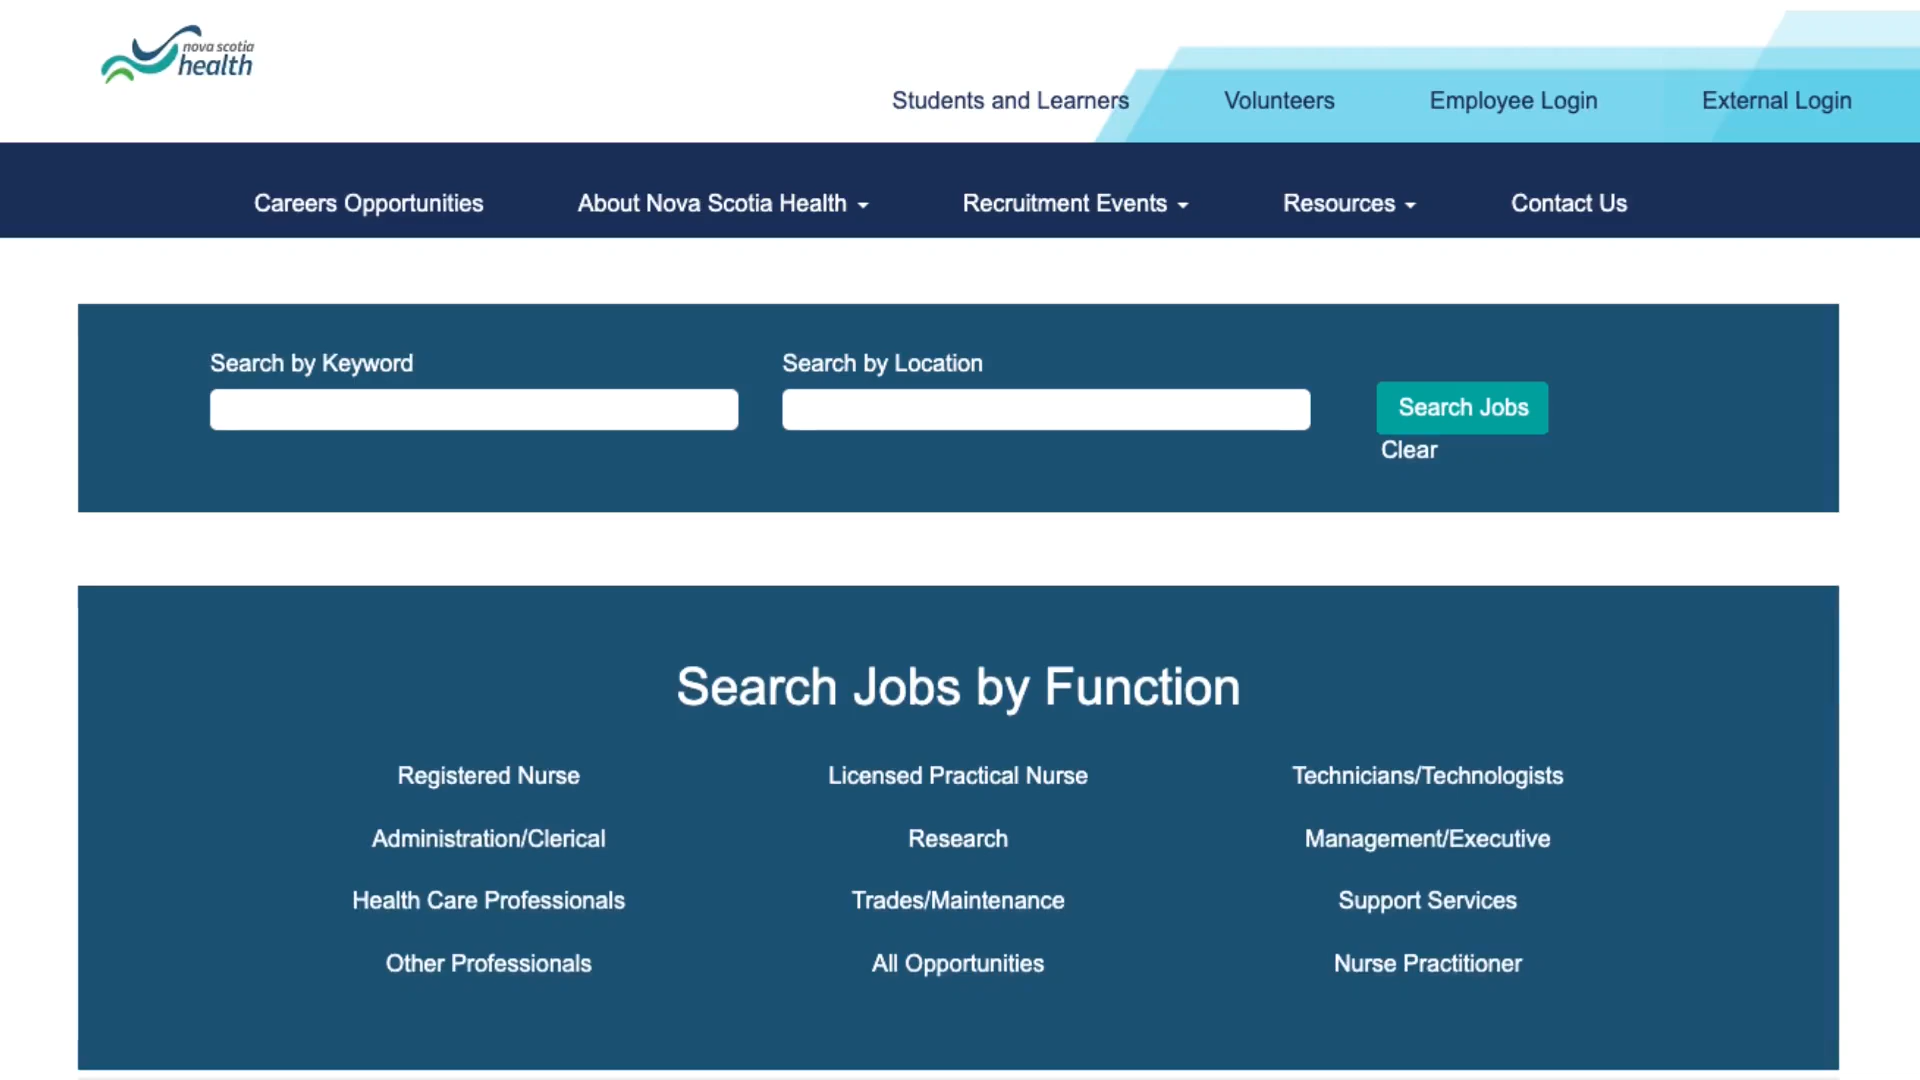 nova scotia
health
Students and Learners Volunteers Employee Login External Login
Careers Opportunities About Nova Scotia Health Recruitment Events Resources Contact Us
Search by Keyword Search by Location
Search Jobs
Clear
Search Jobs by Function
Registered Nurse Licensed Practical Nurse Technicians/Technologists
Administration/Clerical Research Management/Executive
Health Care Professionals Trades/Maintenance Support Services
Other Professionals All Opportunities Nurse Practitioner